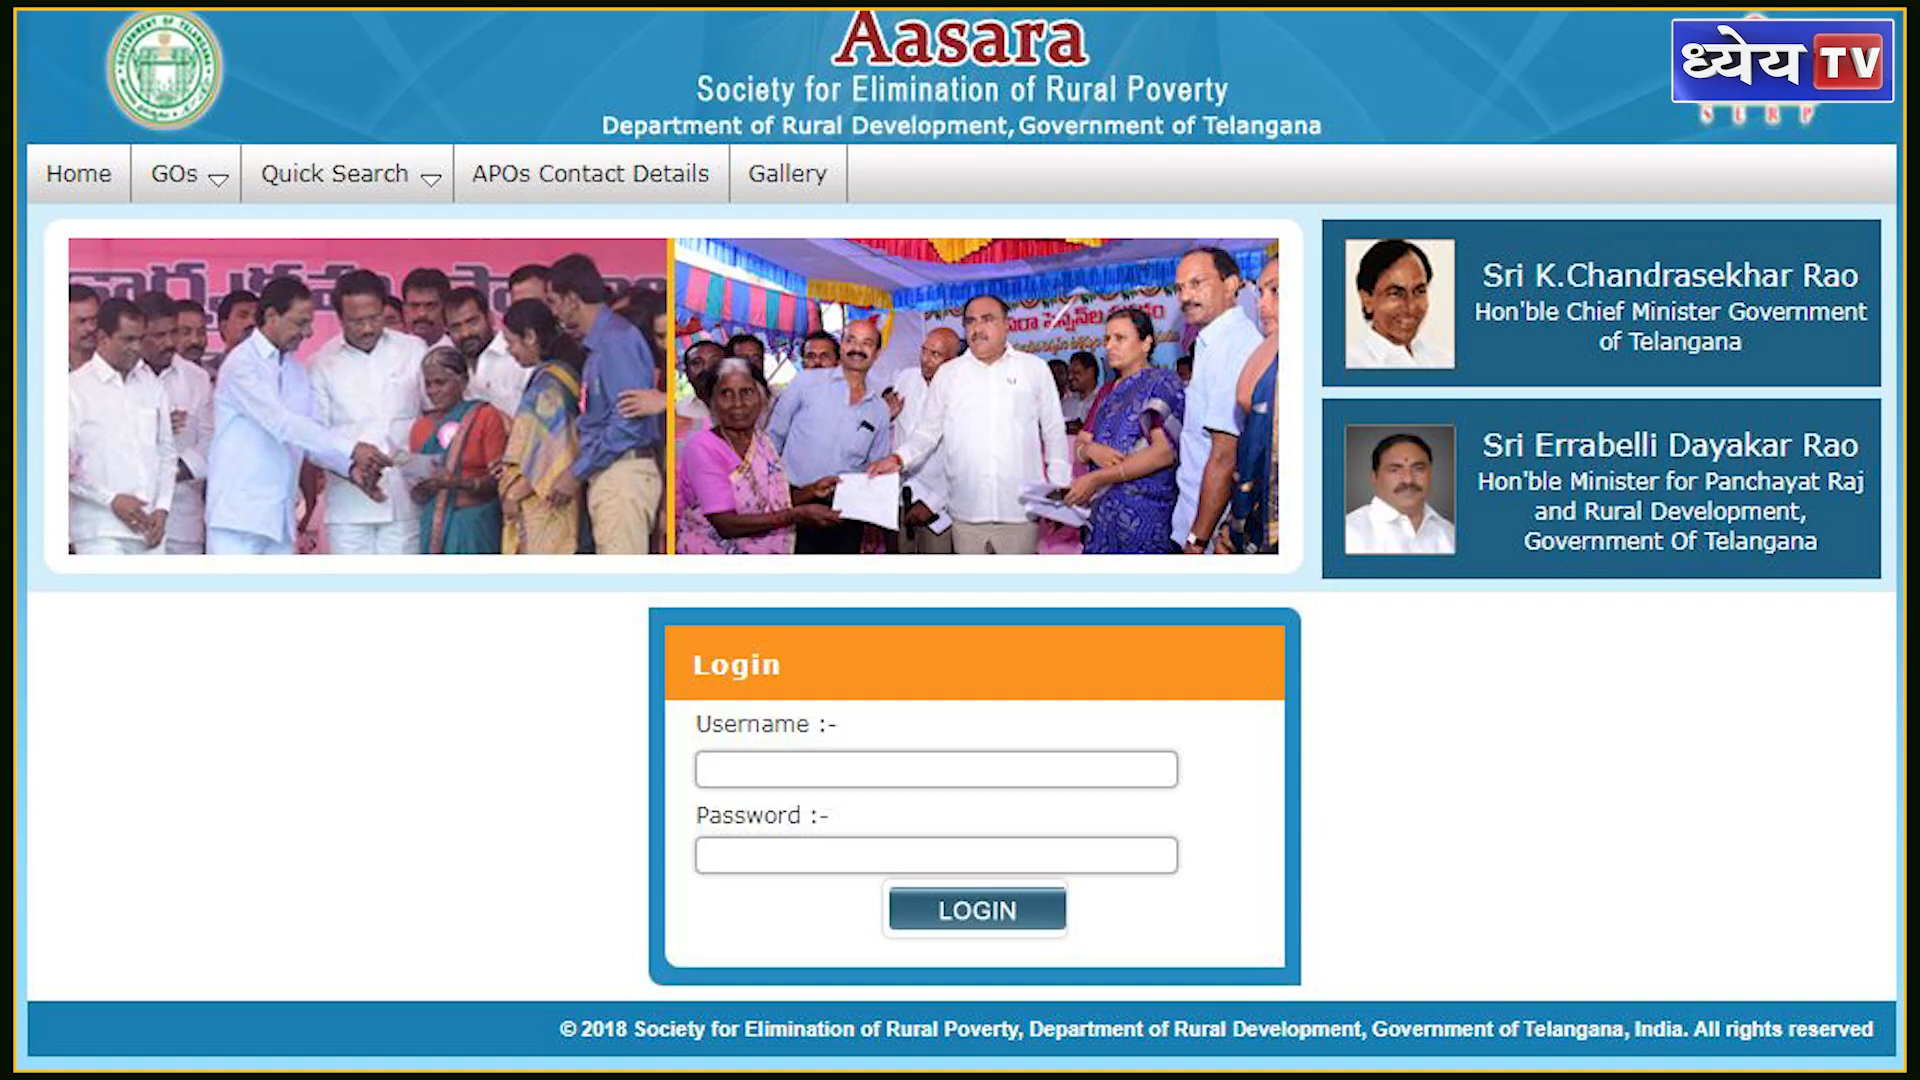 Aasara
Society for Elimination of Rural Poverty
Department of Rural Development, Government of Telangana
ध्येय TV
S E R P
Home
GOs
Quick Search
APOs Contact Details
Gallery
Sri K.Chandrasekhar Rao
Hon'ble Chief Minister Government
of Telangana
Sri Errabelli Dayakar Rao
Hon'ble Minister for Panchayat Raj
and Rural Development,
Government Of Telangana
Login
Username :-
Password :-
LOGIN
© 2018 Society for Elimination of Rural Poverty, Department of Rural Development, Government of Telangana, India. All rights reserved